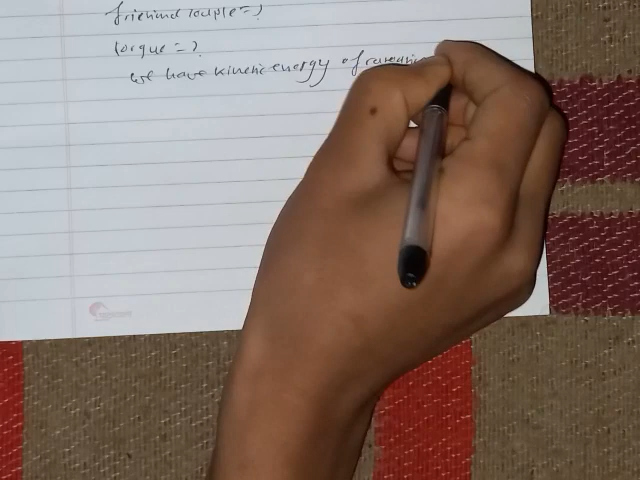 frictional couple = ?
torque = ?
we have kinetic energy of